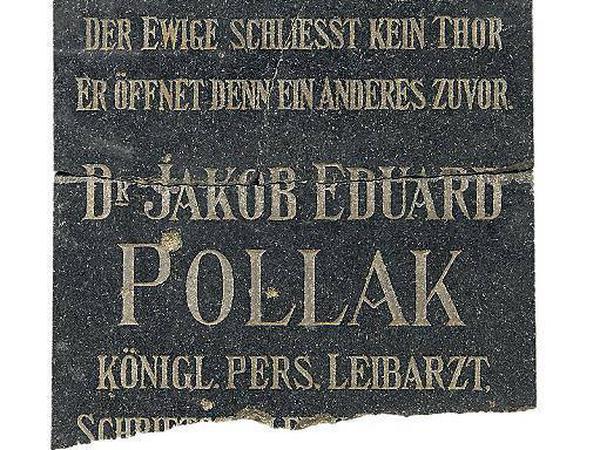 DER EWIGE SCHLIESST KEIN THOR
ER ÖFFNET DENN EIN ANDERES ZUVOR.
DR JAKOB EDUARD
POLLAK
KÖNIGL. PERS. LEIBARZT,